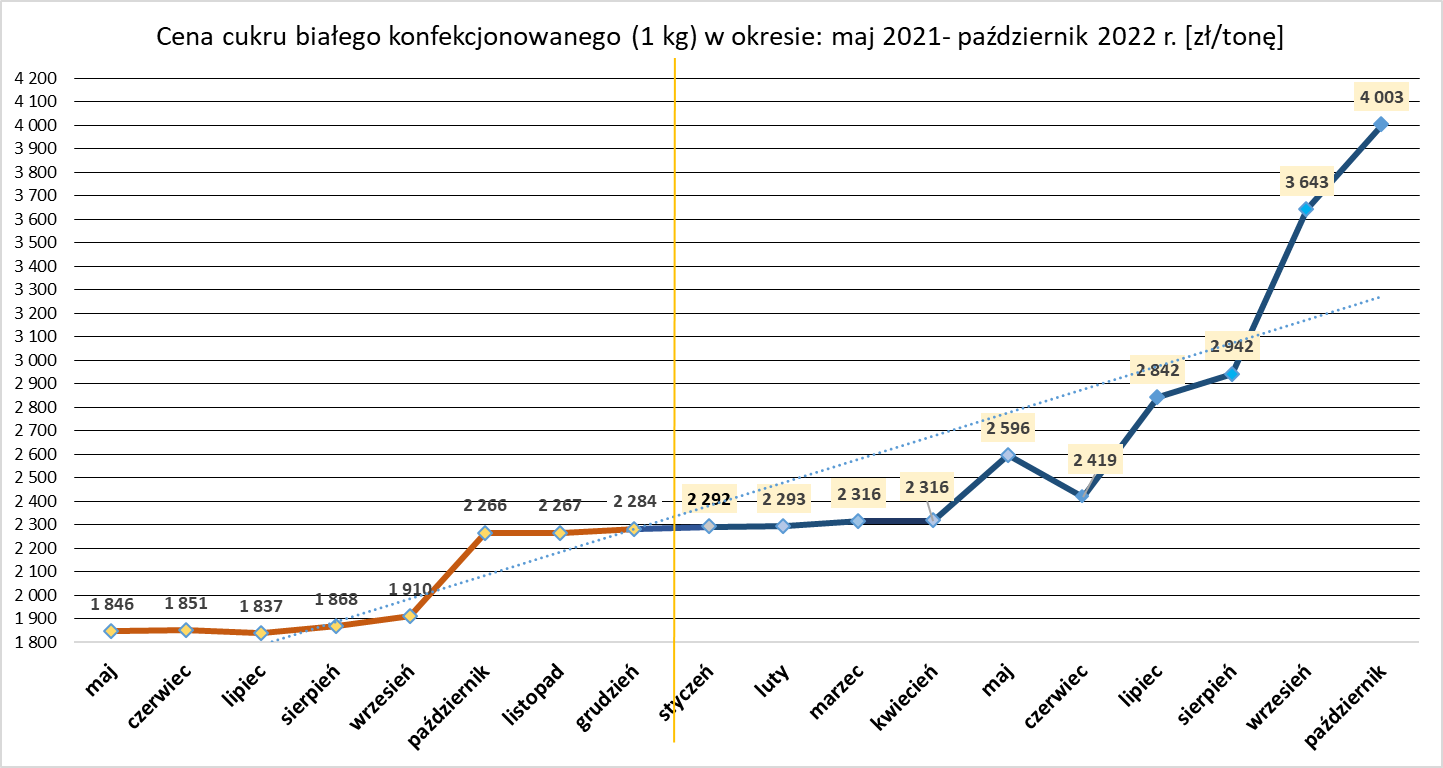 Cena cukru białego konfekcjonowanego (1 kg) w okresie: maj 2021- październik 2022 r. [zł/tonę]
4 200
4 100
4 000
3 900
3 800
3 700
3 600
3 500
3 400
3 300
3 200
3 100
3 000
2 900
2 800
2 700
2 600
2 500
2 400
2 300
2 200
2 100
2 000
1 900
1 800
1 846
1 851
1 837
1 868
1 910
2 266
2 267
2 284
2 292
2 293
2 316
2 316
2 596
2 419
2 842
2 942
3 643
4 003
maj
czerwiec
lipiec
sierpień
wrzesień
październik
listopad
grudzień
styczeń
luty
marzec
kwiecień
maj
czerwiec
lipiec
sierpień
wrzesień
październik